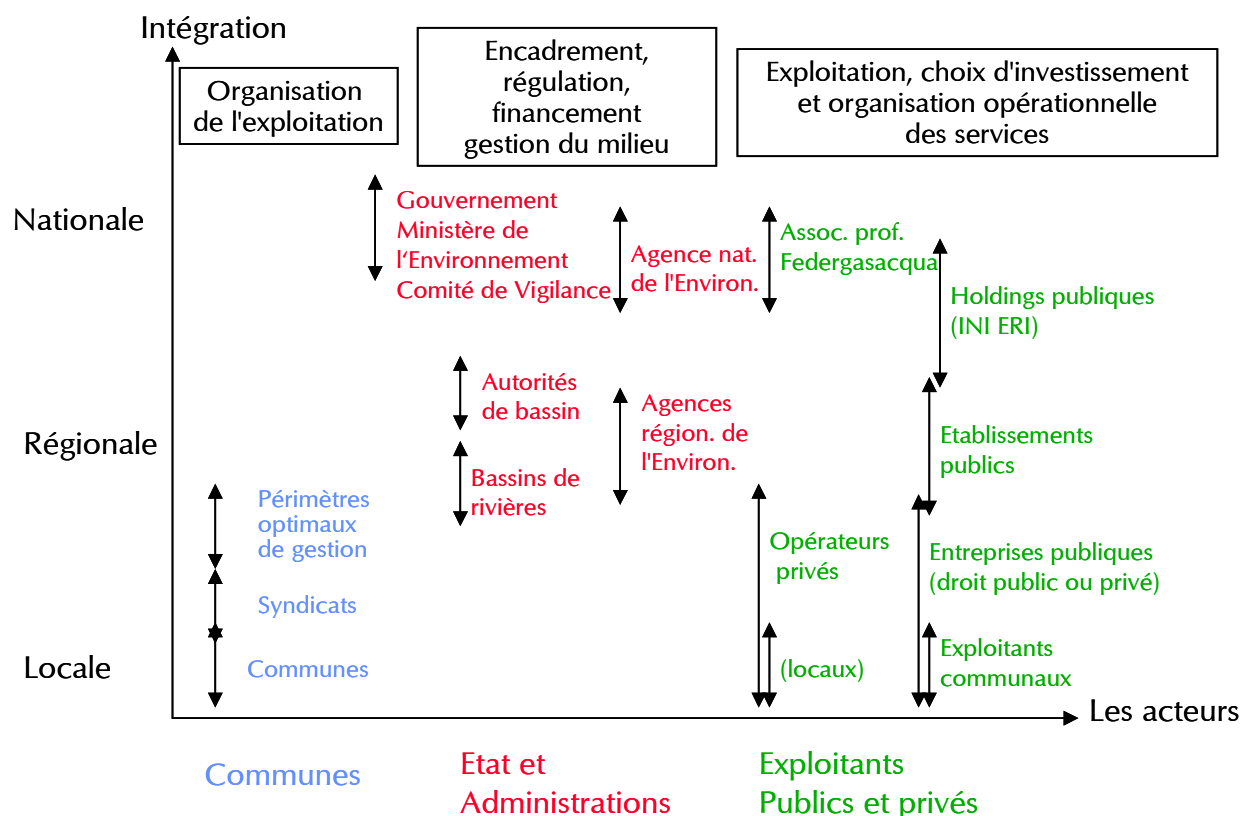 Intégration
Organisation
de l'exploitation
Encadrement,
régulation,
financement
gestion du milieu
Exploitation, choix d'investissement
et organisation opérationnelle
des services
Nationale
Gouvernement
Ministère de
l‘Environnement
Comité de Vigilance
Agence nat.
de l'Environ.
Assoc. prof.
Federgasacqua
Holdings publiques
(INI ERI)
Régionale
Autorités
de bassin
Agences
région. de
l'Environ.
Bassins de
rivières
Etablissements
publics
Périmètres
optimaux
de gestion
Opérateurs
privés
Entreprises publiques
(droit public ou privé)
Syndicats
Locale
Communes
(locaux)
Exploitants
communaux
Les acteurs
Communes
Etat et
Administrations
Exploitants
Publics et privés